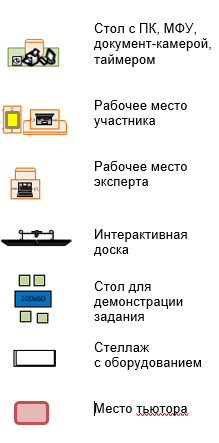 Стол с ПК, МФУ,
документ-камерой,
таймером
Рабочее место
участника
Рабочее место
эксперта
Интерактивная
доска
Стол для
демонстрации
задания
100х60
Стеллаж
с оборудованием
Место тьютора